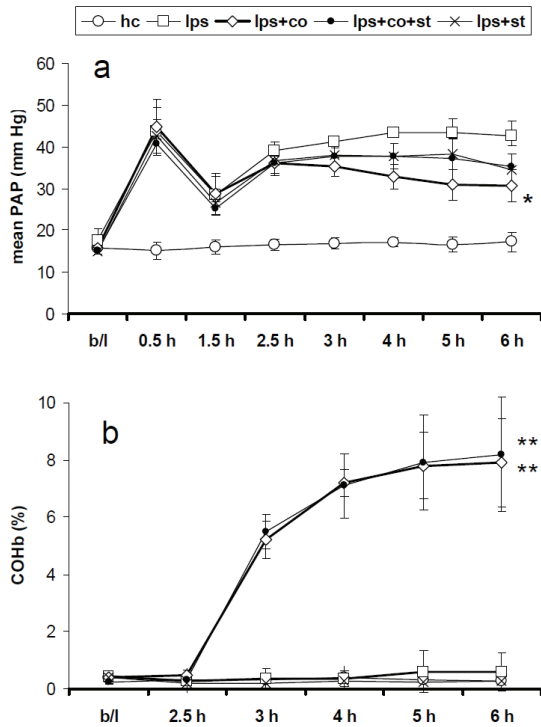 hc lps lps+co lps+co+st lps+st
a
mean PAP (mm Hg)
60
50
40
30
20
10
0
*
b/l 0.5 h 1.5 h 2.5 h 3 h 4 h 5 h 6 h
b
COHb (%)
10
8
6
4
2
0
**
**
b/l 2.5 h 3 h 4 h 5 h 6 h